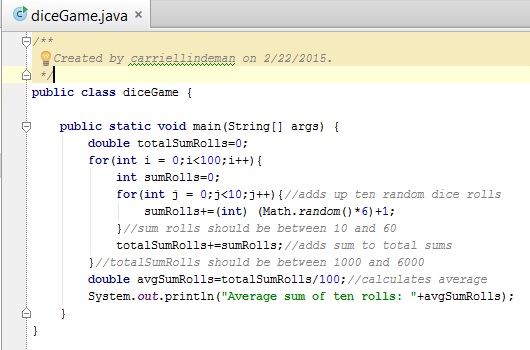 diceGame.java ×
/**
Created by carriellindeman on 2/22/2015.
*/
public class diceGame {
public static void main(String[] args) {
double totalSumRolls=0;
for(int i = 0;i<100;i++){
int sumRolls=0;
for(int j = 0;j<10;j++){//adds up ten random dice rolls
sumRolls+=(int) (Math.random()*6)+1;
}//sum rolls should be between 10 and 60
totalSumRolls+=sumRolls;//adds sum to total sums
}//totalSumRolls should be between 1000 and 6000
double avgSumRolls=totalSumRolls/100;//calculates average
System.out.println("Average sum of ten rolls: "+avgSumRolls);
}
}